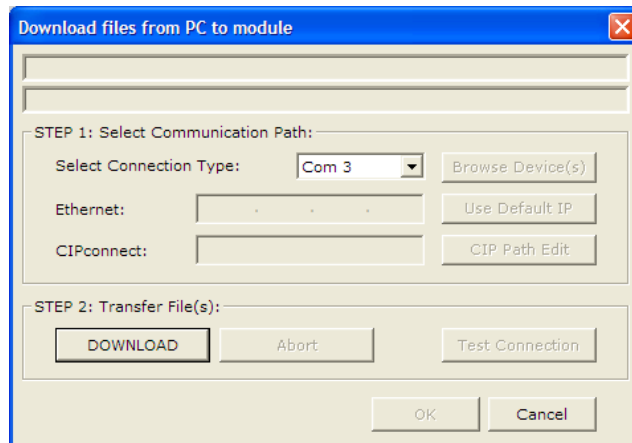 Download files from PC to module
STEP 1: Select Communication Path:
Select Connection Type: Com 3 Browse Device(s)
Ethernet: . . . Use Default IP
CIPconnect: CIP Path Edit
STEP 2: Transfer File(s):
DOWNLOAD Abort Test Connection
OK Cancel